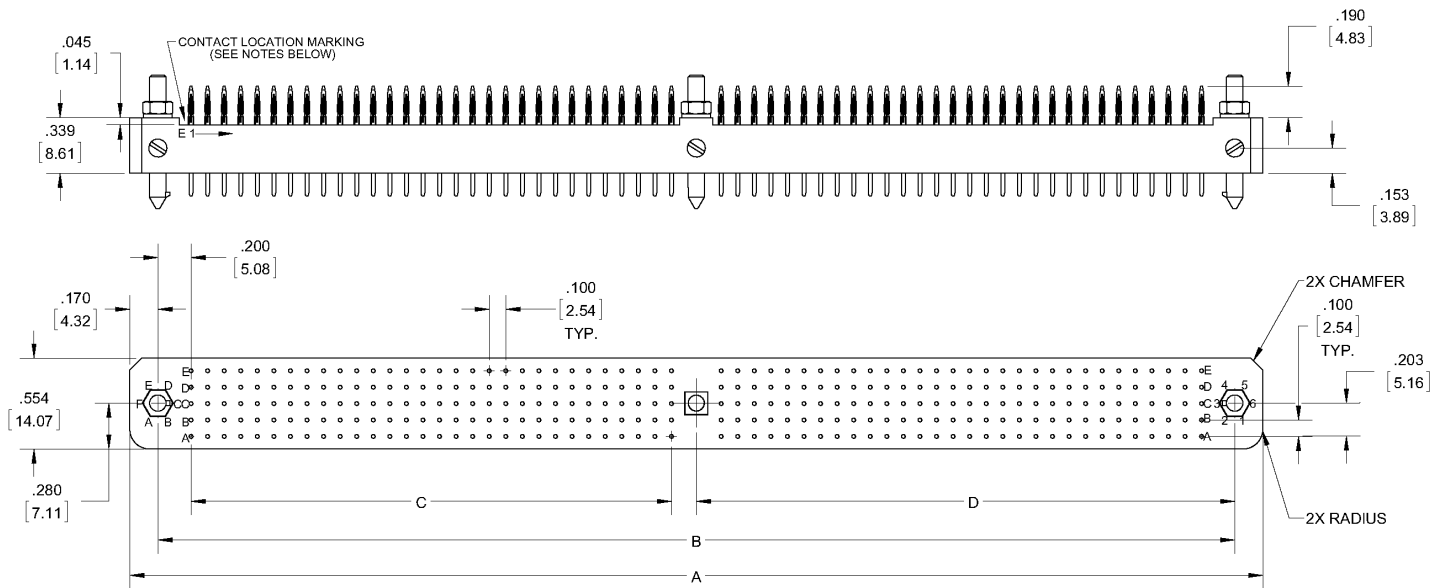 .045
[1.14]
CONTACT LOCATION MARKING
(SEE NOTES BELOW)
.190
[4.83]
.339
[8.61]
E 1
.153
[3.89]
.200
[5.08]
.170
[4.32]
.100
[2.54]
TYP.
2X CHAMFER
.100
[2.54]
TYP.
.203
[5.16]
.554
[14.07]
E
D
C
B
A
E D
F C
A B
E
D
C
B
A
4 5
3 6
2 1
.280
[7.11]
C
D
2X RADIUS
B
A